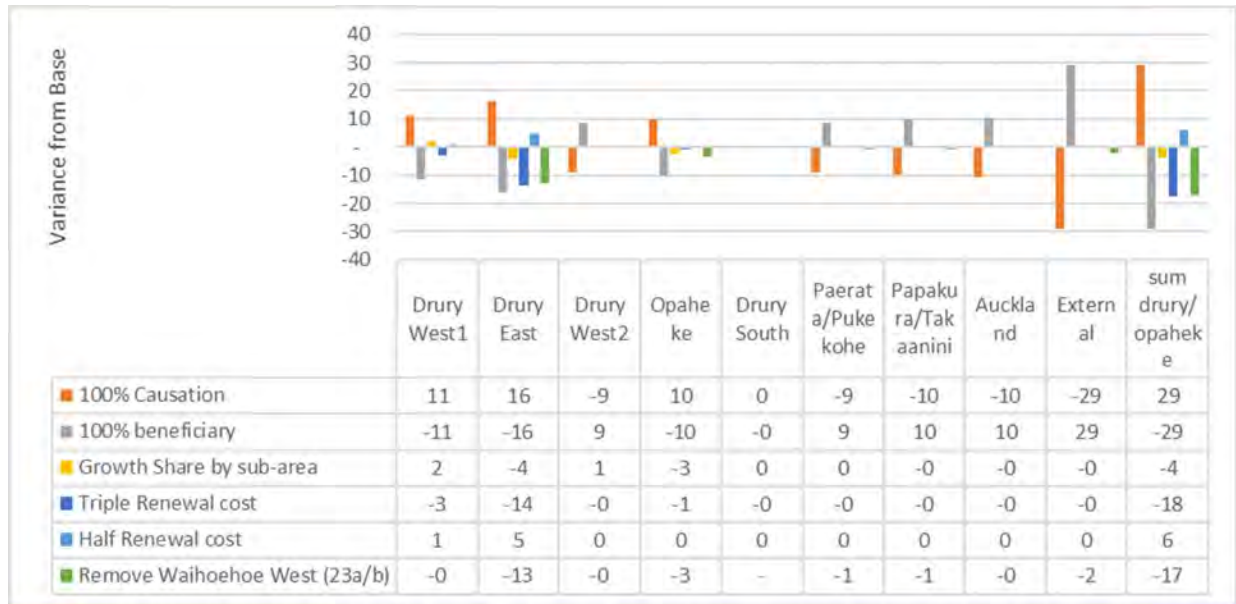 Variance from Base
40
30
20
10
-
-10
-20
-30
-40
Drury West1 Drury East Drury West2 Opahe ke Drury South Paerat a/Puke kohe Papaku ra/Tak aanini Auckla nd Extern al sum drury/ opahek e
100% Causation 11 16 -9 10 0 -9 -10 -10 -29 29
100% beneficiary -11 -16 9 -10 -0 9 10 10 29 -29
Growth Share by sub-area 2 -4 1 -3 0 0 -0 -0 -0 -4
Triple Renewal cost -3 -14 -0 -1 -0 -0 -0 -0 -0 -18
Half Renewal cost 1 5 0 0 0 0 0 0 0 6
Remove Waihoehoe West (23a/b) -0 -13 -0 -3 - -1 -1 -0 -2 -17